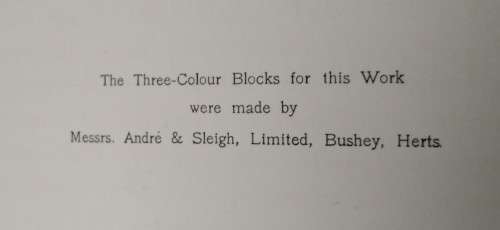 The Three-Colour Blocks for this Work
were made by
Messrs. André & Sleigh, Limited, Bushey, Herts.